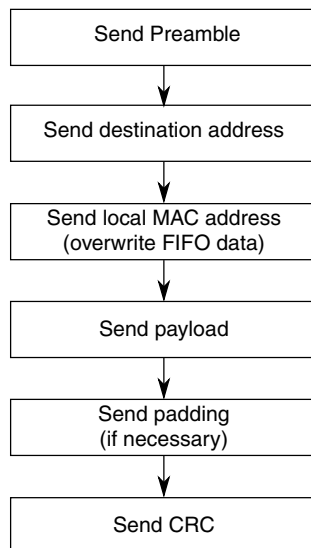 Send Preamble
Send destination address
Send local MAC address
(overwrite FIFO data)
Send payload
Send padding
(if necessary)
Send CRC